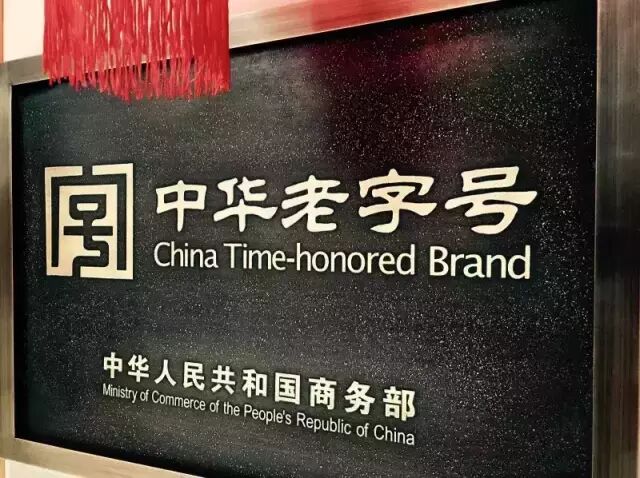 中华老字号
China Time-honored Brand
中华人民共和国商务部
Ministry of Commerce of the People's Republic of China